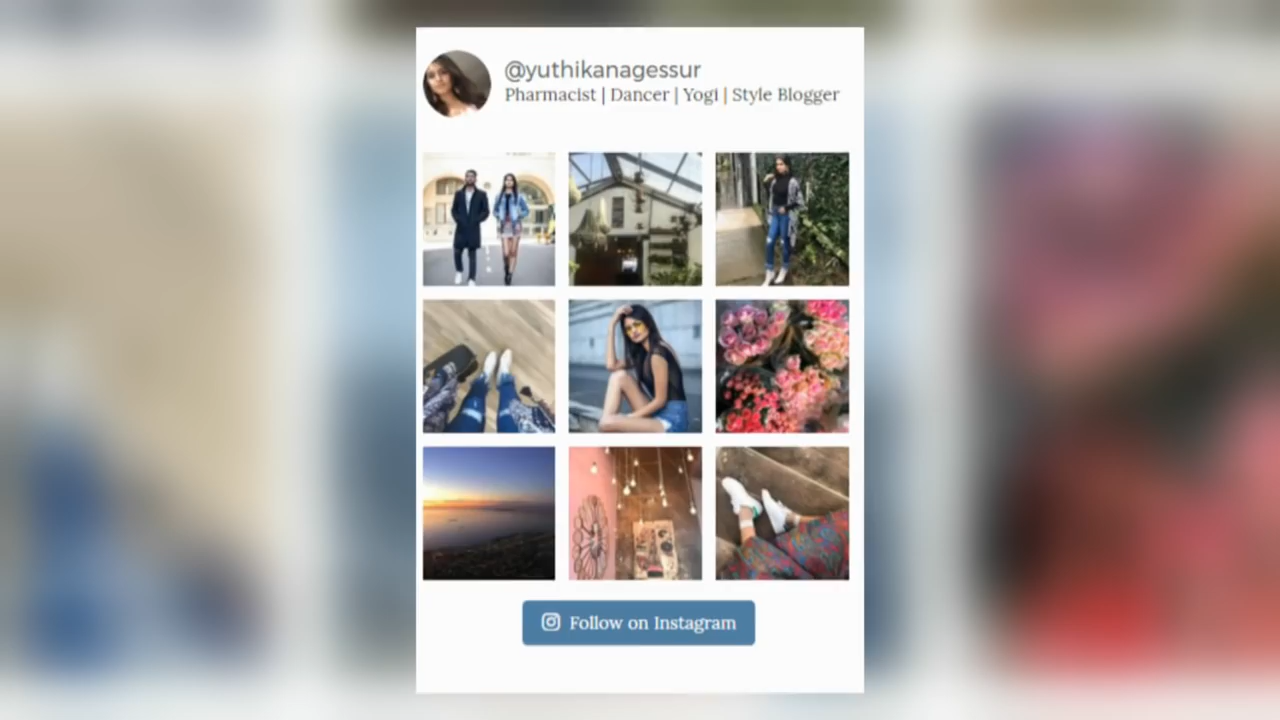 @yuthikanagessur
Pharmacist | Dancer | Yogi | Style Blogger
Follow on Instagram